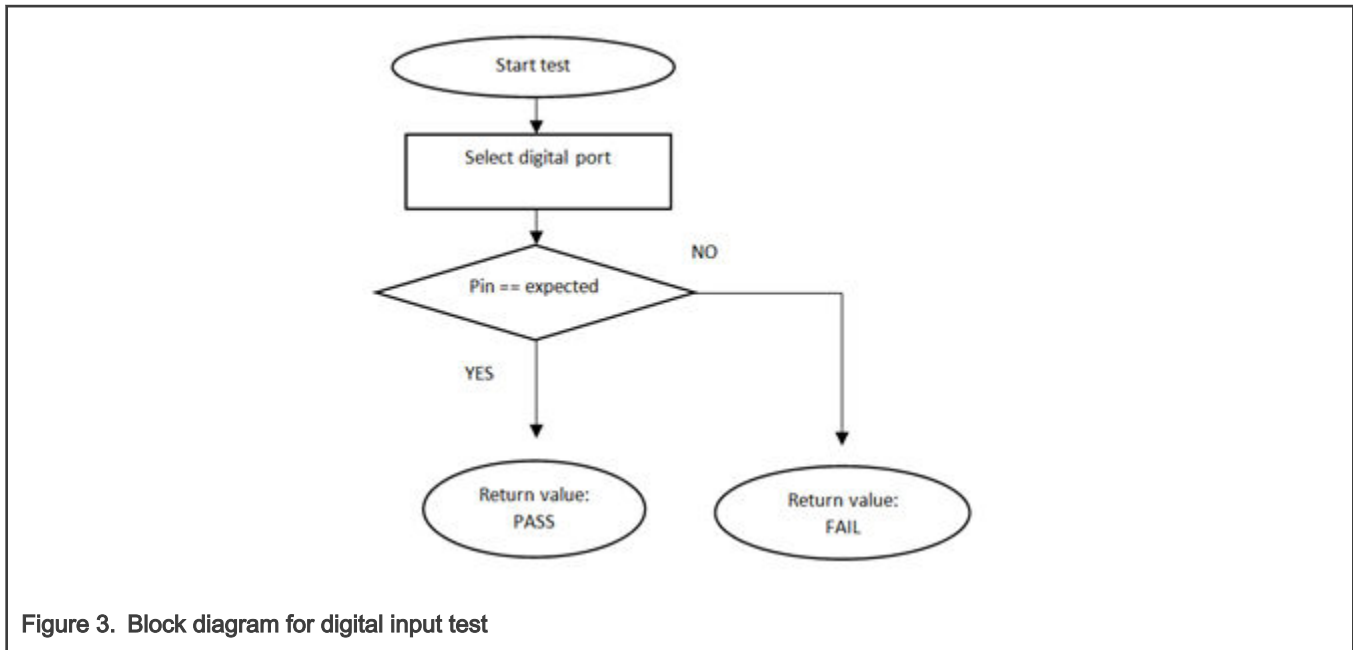 Start test
Select digital port
NO
Pin == expected
YES
Return value:
PASS
Return value:
FAIL
Figure 3. Block diagram for digital input test